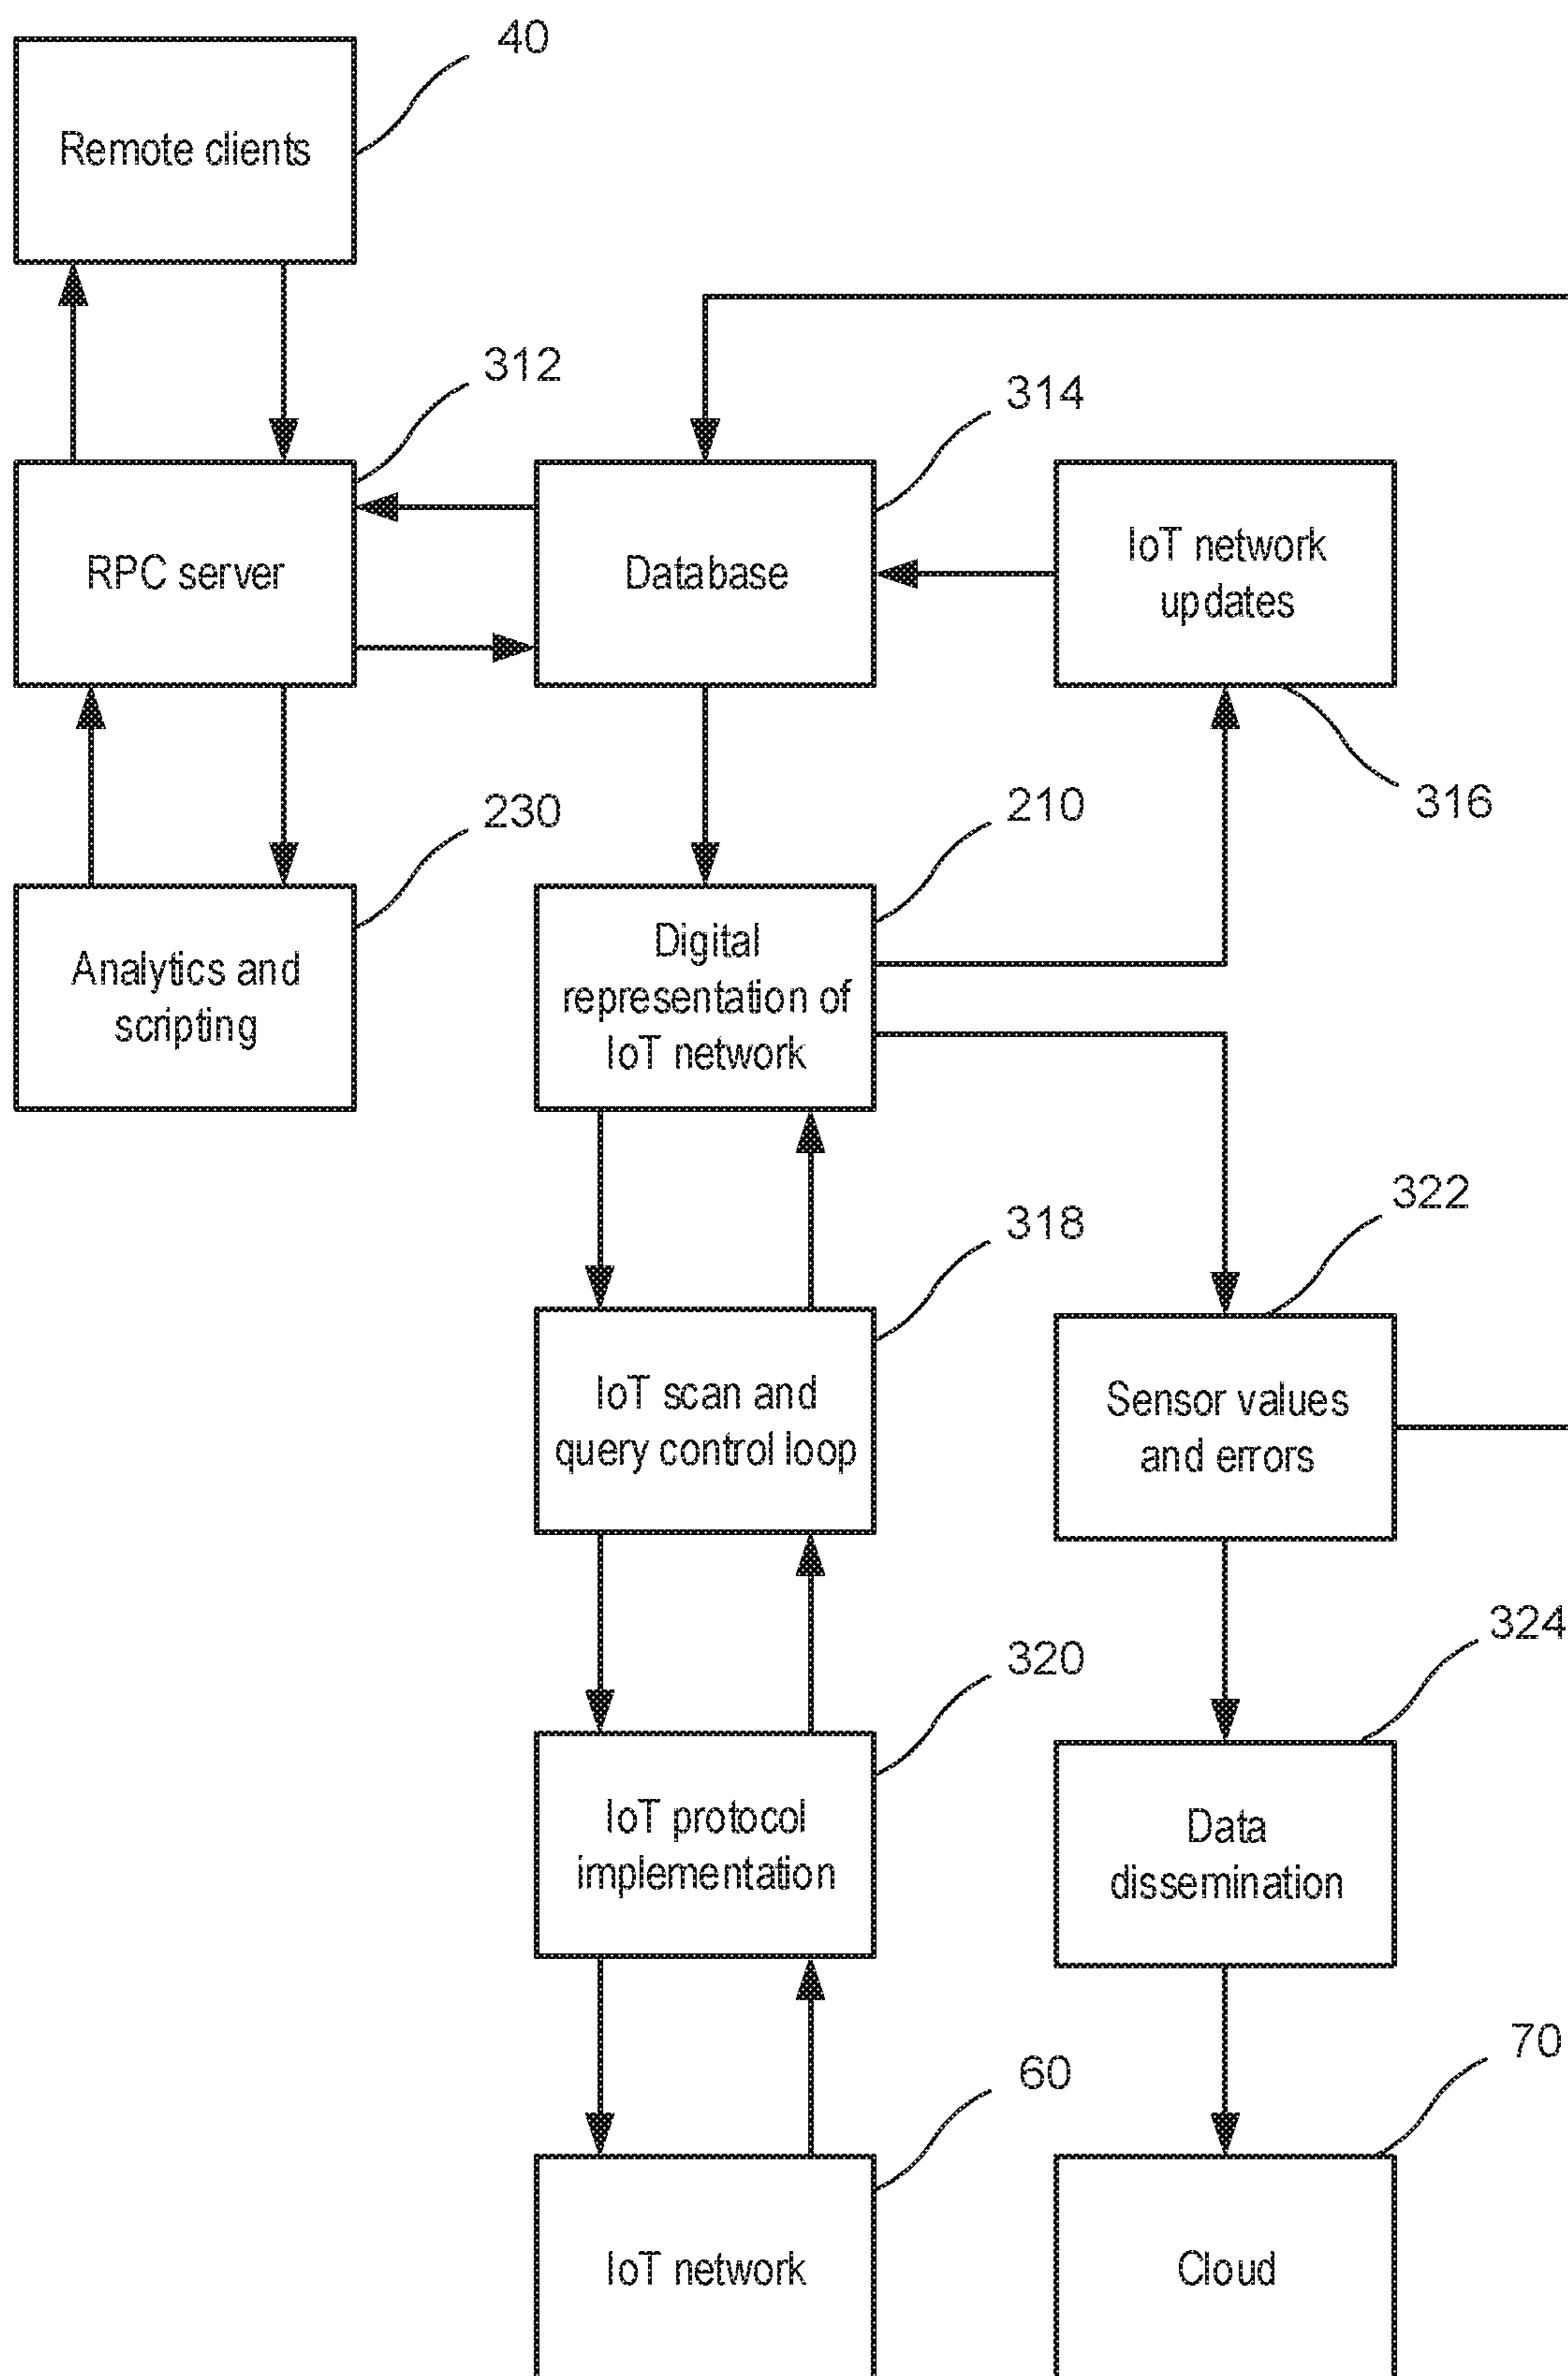 40
Remote clients
312
314
RPC server
Database
IoT network
updates
316
230
210
Analytics and
scripting
Digital
representation of
IoT network
318
322
IoT scan and
query control loop
Sensor values
and errors
320
324
IoT protocol
implementation
Data
dissemination
60
70
IoT network
Cloud